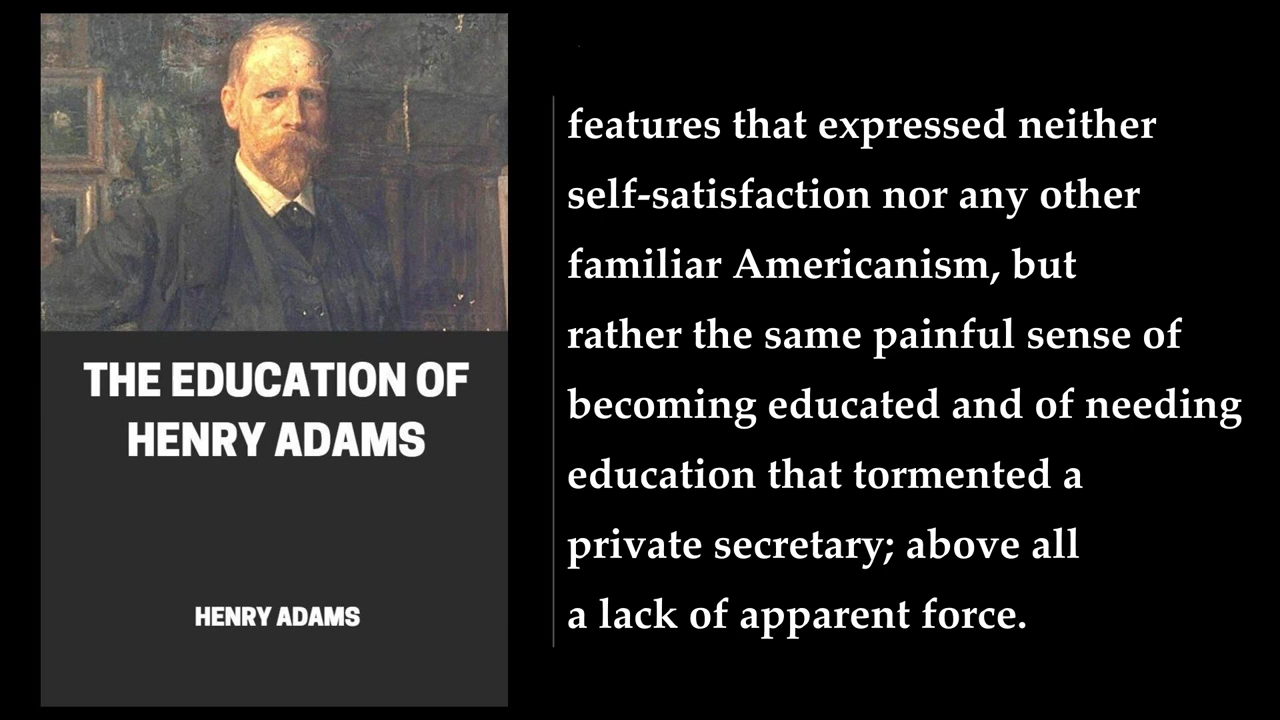 THE EDUCATION OF
HENRY ADAMS
HENRY ADAMS
features that expressed neither
self-satisfaction nor any other
familiar Americanism, but
rather the same painful sense of
becoming educated and of needing
education that tormented a
private secretary; above all
a lack of apparent force.